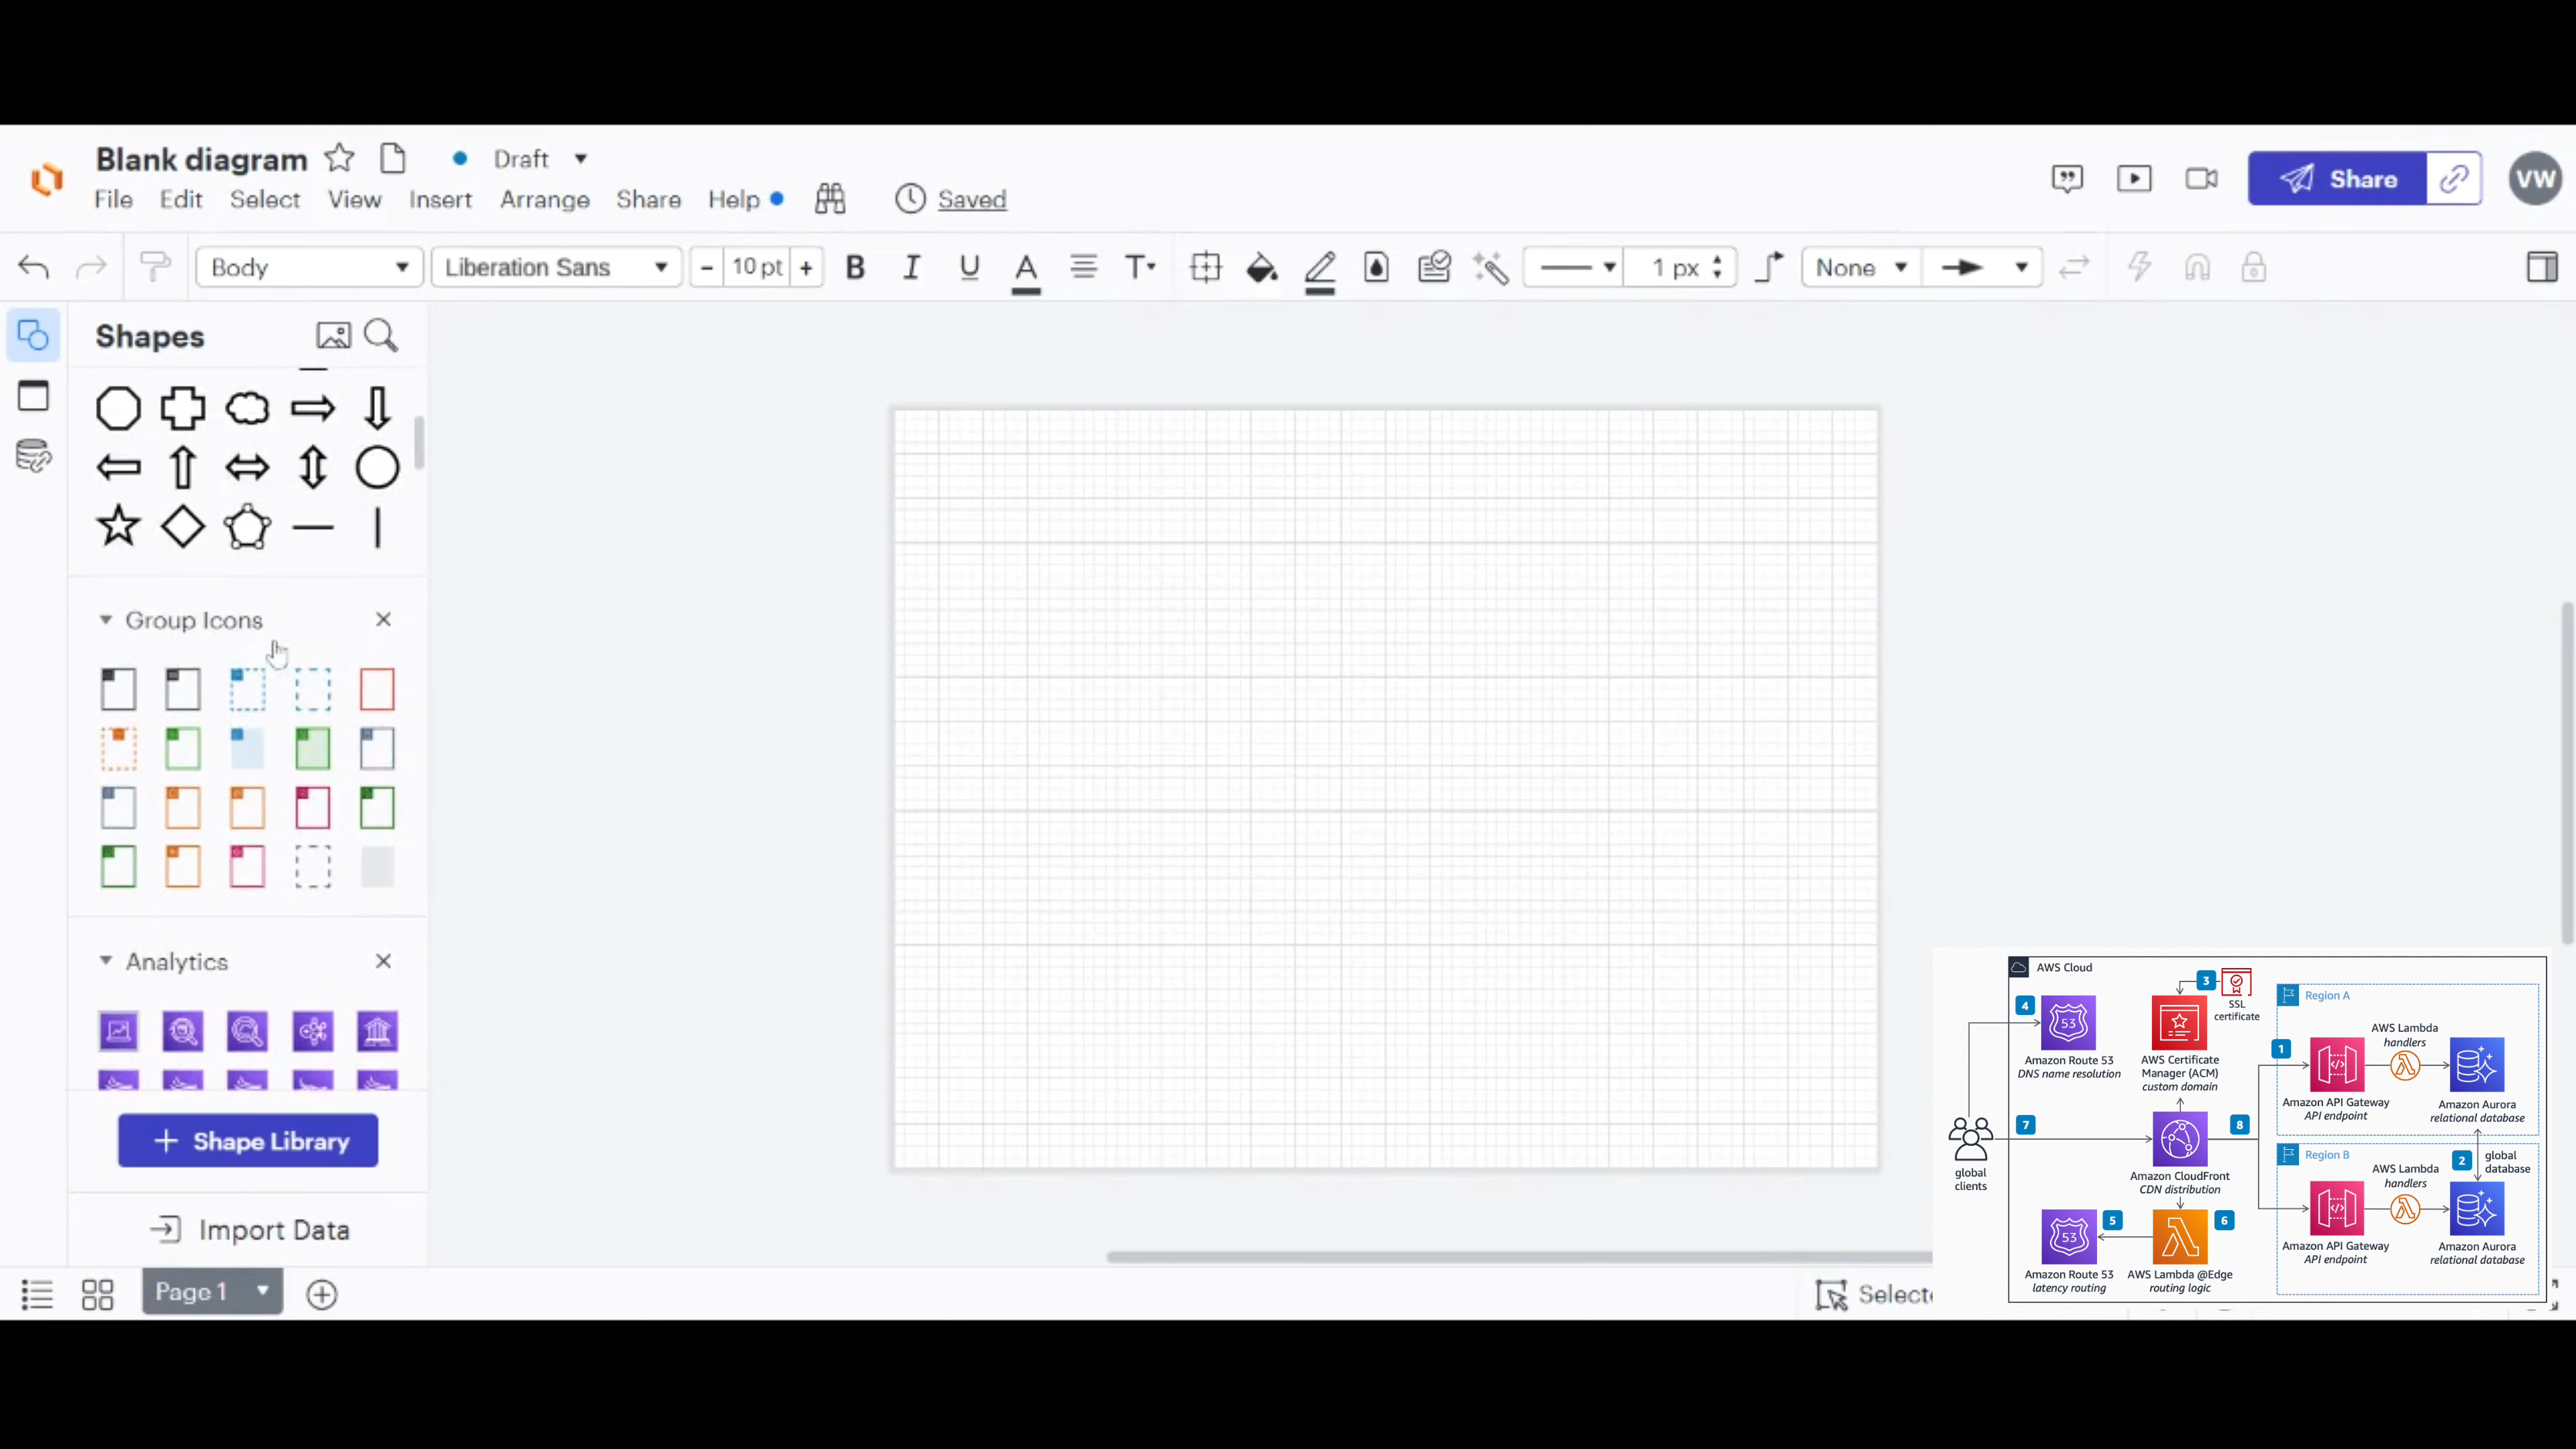 Blank diagram
Draft
File Edit Select View Insert Arrange Share Help
Saved
Share
VW
Body
Liberation Sans
- 10 pt +
B I U A T
1 px
None
Shapes
Group Icons
Analytics
+ Shape Library
Import Data
Page 1
Selecte
AWS Cloud
3
SSL
certificate
4
53
Amazon Route 53
DNS name resolution
AWS Certificate
Manager (ACM)
custom domain
Region A
1
AWS Lambda
handlers
Amazon API Gateway
API endpoint
Amazon Aurora
relational database
7
8
global
clients
Amazon CloudFront
CDN distribution
Region B
2
global
database
AWS Lambda
handlers
Amazon API Gateway
API endpoint
Amazon Aurora
relational database
53
5
6
Amazon Route 53
latency routing
AWS Lambda @Edge
routing logic